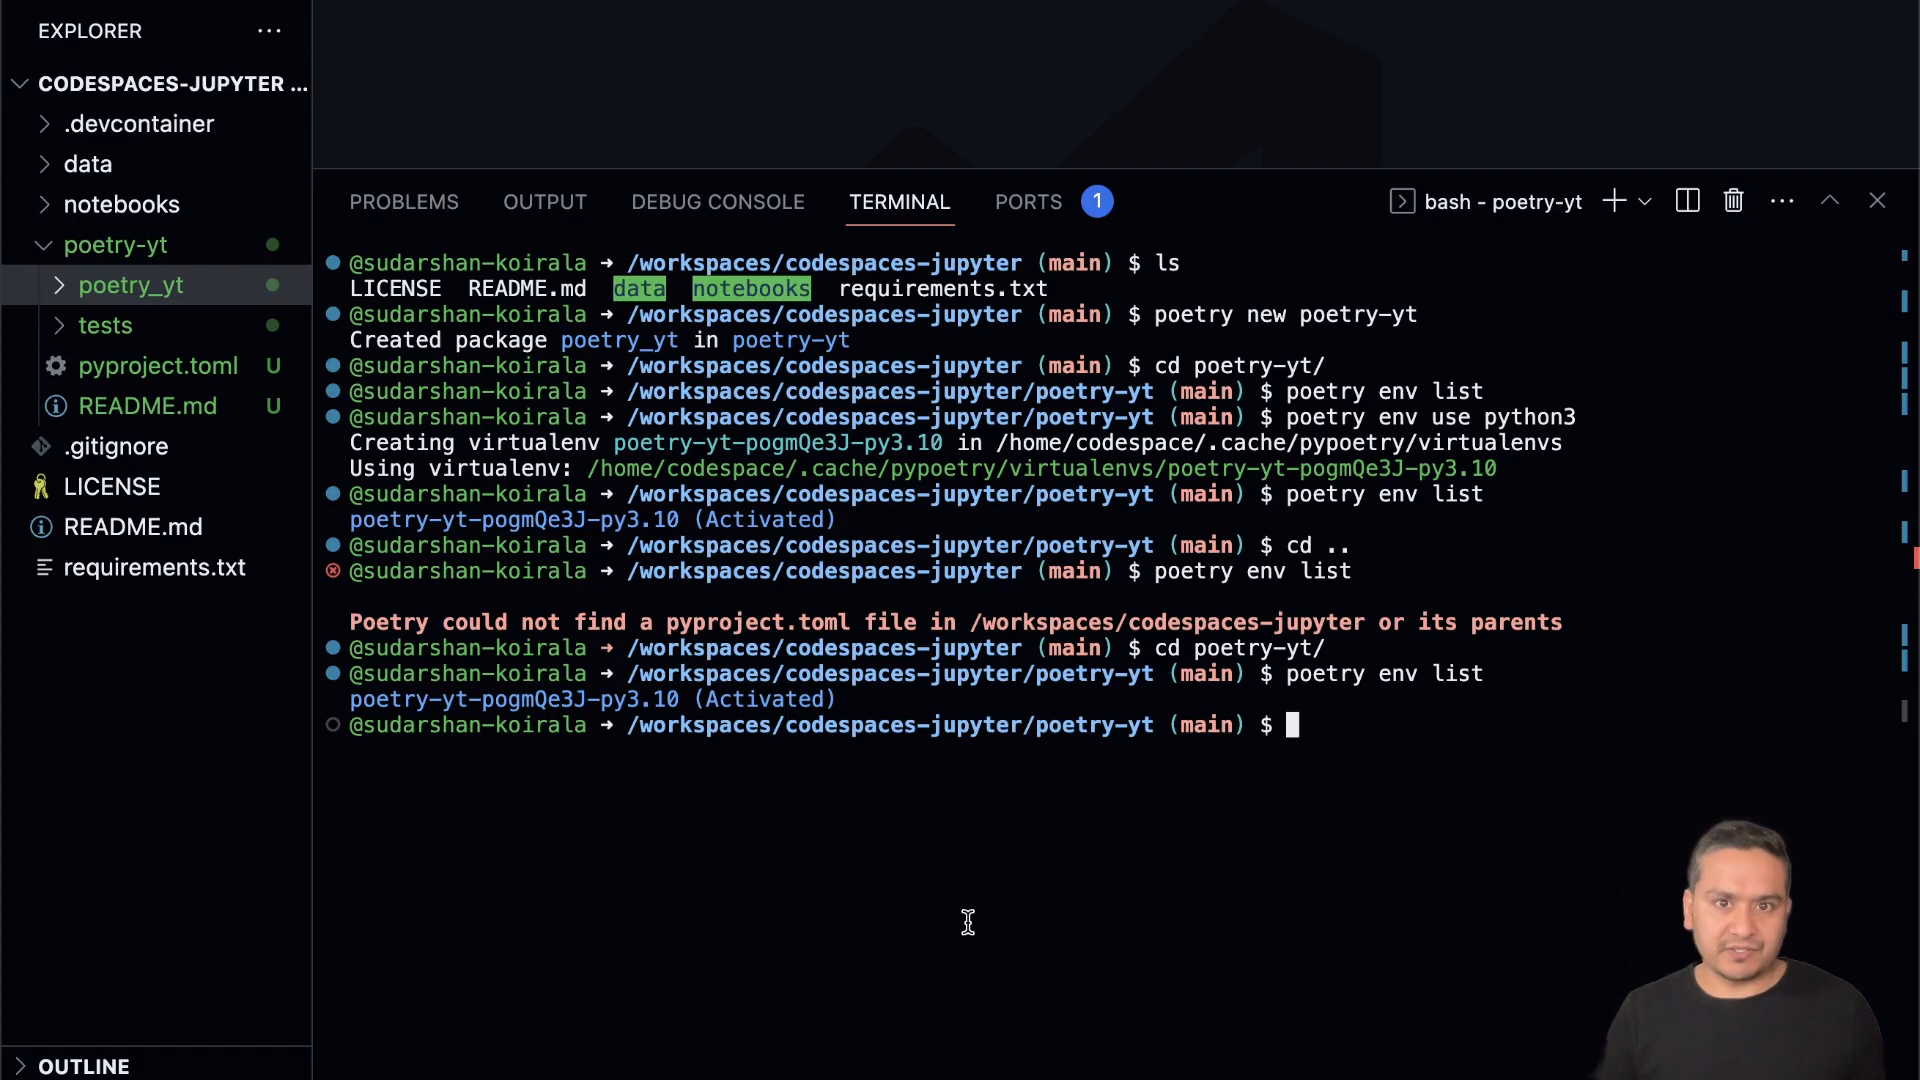 EXPLORER
CODESPACES-JUPYTER ...
.devcontainer
data
notebooks
poetry-yt
poetry_yt
tests
pyproject.toml U
README.md U
.gitignore
LICENSE
README.md
requirements.txt
OUTLINE
PROBLEMS OUTPUT DEBUG CONSOLE TERMINAL PORTS 1 bash - poetry-yt
@sudarshan-koirala → /workspaces/codespaces-jupyter (main) $ ls
LICENSE README.md data notebooks requirements.txt
@sudarshan-koirala → /workspaces/codespaces-jupyter (main) $ poetry new poetry-yt
Created package poetry_yt in poetry-yt
@sudarshan-koirala → /workspaces/codespaces-jupyter (main) $ cd poetry-yt/
@sudarshan-koirala → /workspaces/codespaces-jupyter/poetry-yt (main) $ poetry env list
@sudarshan-koirala → /workspaces/codespaces-jupyter/poetry-yt (main) $ poetry env use python3
Creating virtualenv poetry-yt-pogmQe3J-py3.10 in /home/codespace/.cache/pypoetry/virtualenvs
Using virtualenv: /home/codespace/.cache/pypoetry/virtualenvs/poetry-yt-pogmQe3J-py3.10
@sudarshan-koirala → /workspaces/codespaces-jupyter/poetry-yt (main) $ poetry env list
poetry-yt-pogmQe3J-py3.10 (Activated)
@sudarshan-koirala → /workspaces/codespaces-jupyter/poetry-yt (main) $ cd ..
@sudarshan-koirala → /workspaces/codespaces-jupyter (main) $ poetry env list
Poetry could not find a pyproject.toml file in /workspaces/codespaces-jupyter or its parents
@sudarshan-koirala → /workspaces/codespaces-jupyter (main) $ cd poetry-yt/
@sudarshan-koirala → /workspaces/codespaces-jupyter/poetry-yt (main) $ poetry env list
poetry-yt-pogmQe3J-py3.10 (Activated)
@sudarshan-koirala → /workspaces/codespaces-jupyter/poetry-yt (main) $